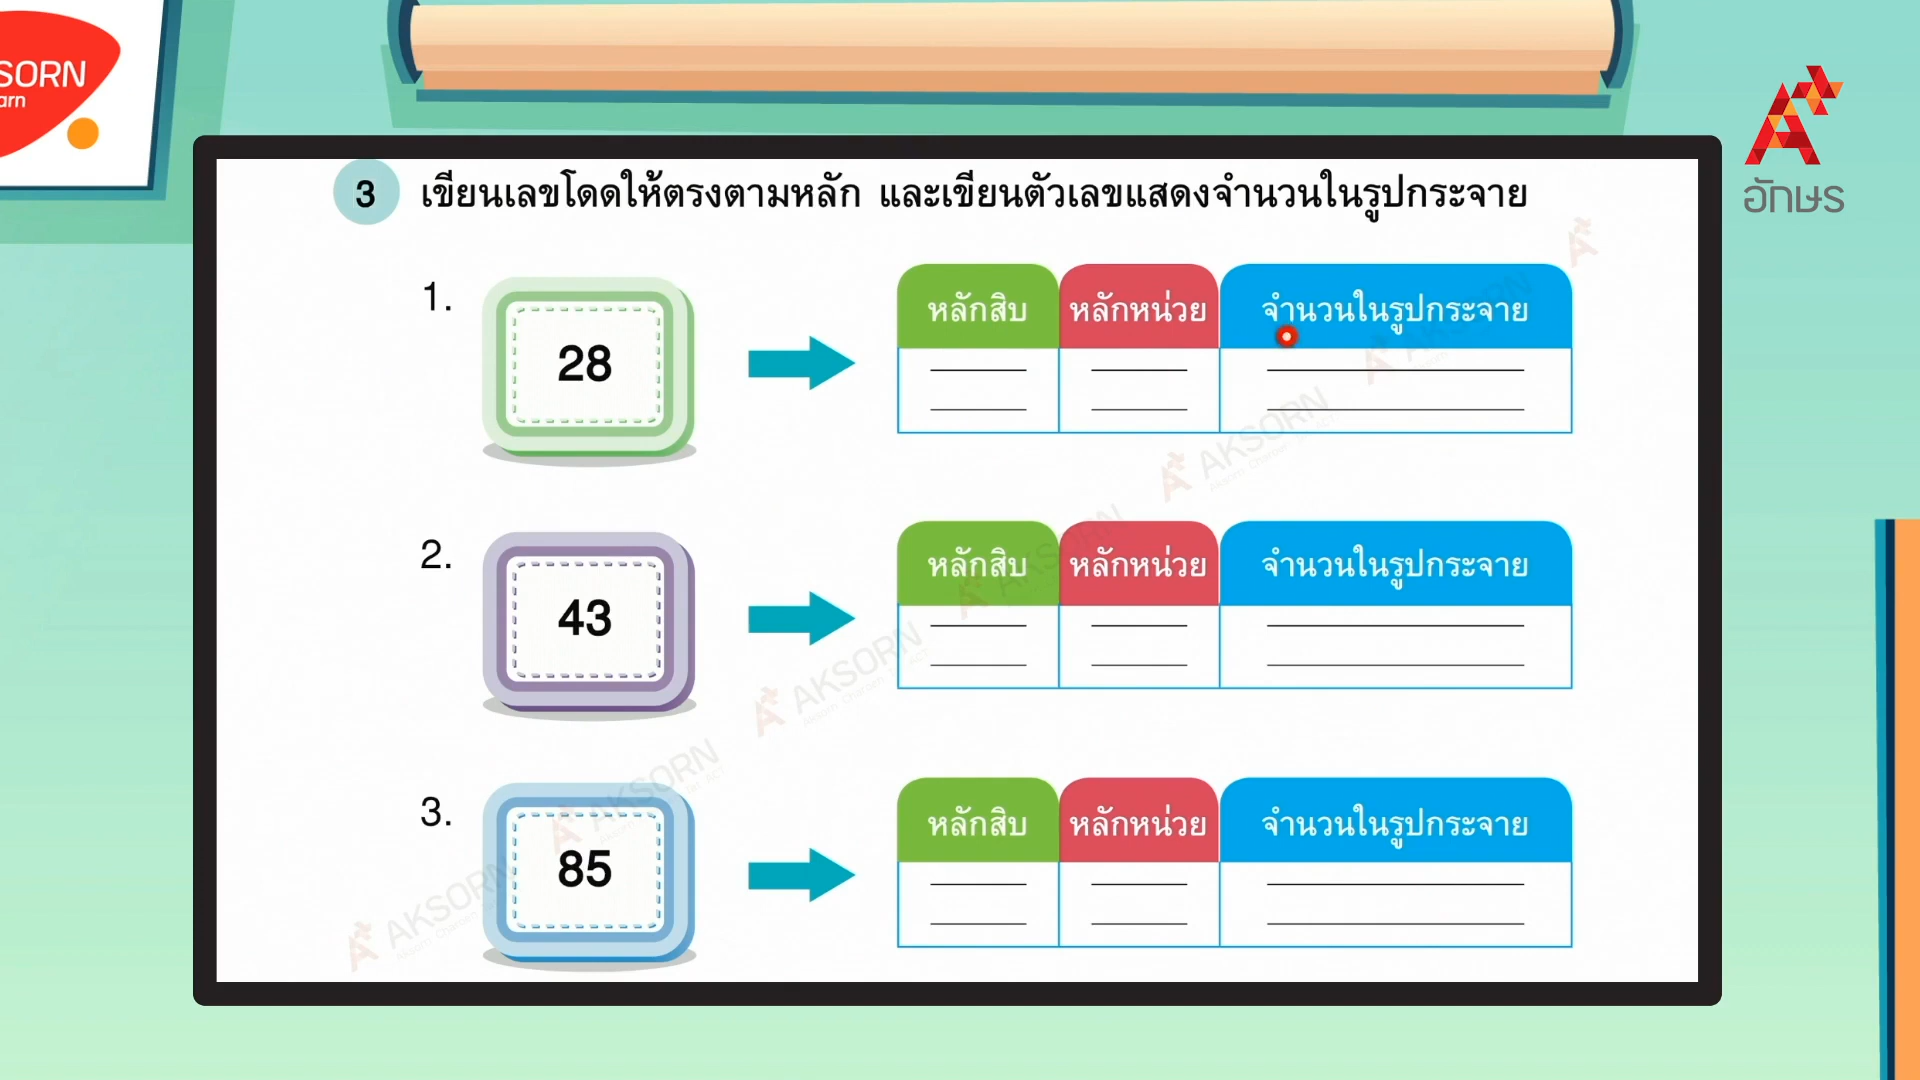 SORN
arn
อักษร
3 เขียนเลขโดดให้ตรงตามหลัก และเขียนตัวเลขแสดงจำนวนในรูปกระจาย
1. 28 หลักสิบ หลักหน่วย จำนวนในรูปกระจาย
2. 43 หลักสิบ หลักหน่วย จำนวนในรูปกระจาย
3. 85 หลักสิบ หลักหน่วย จำนวนในรูปกระจาย
AKSORN
AKSORN
AKSORN
AKSORN
AKSORN